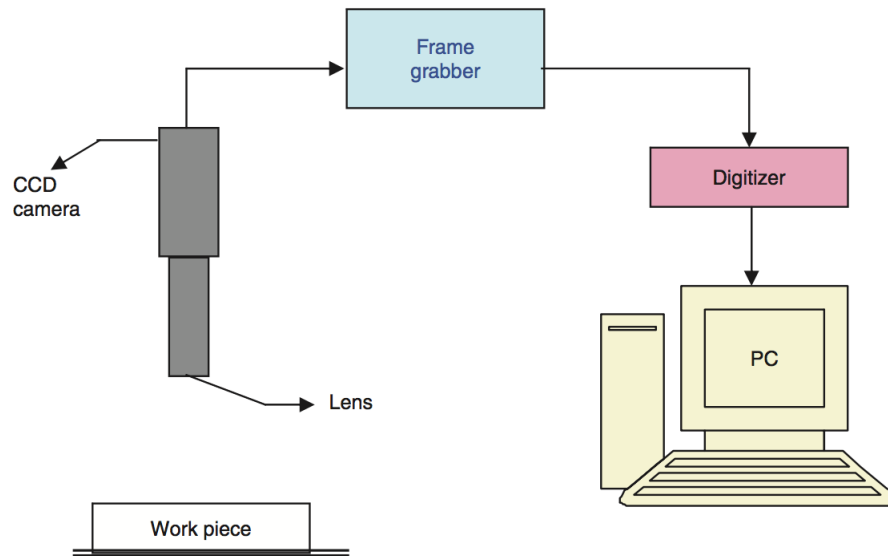 Frame
grabber
CCD
camera
Digitizer
PC
Lens
Work piece